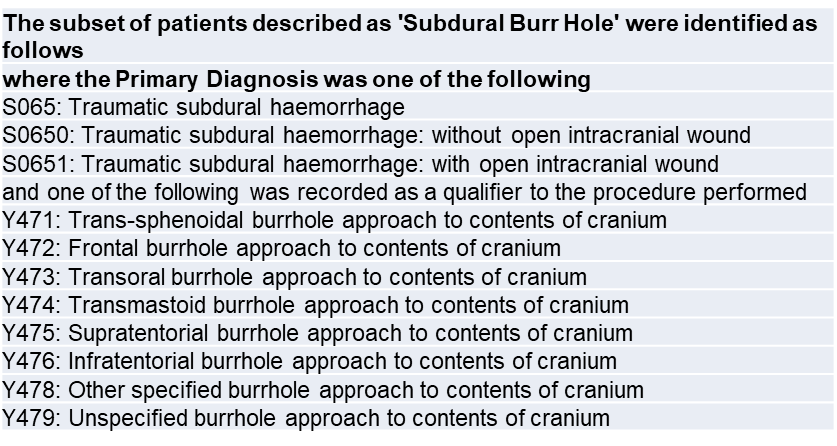 The subset of patients described as 'Subdural Burr Hole' were identified as
follows
where the Primary Diagnosis was one of the following
S065: Traumatic subdural haemorrhage
S0650: Traumatic subdural haemorrhage: without open intracranial wound
S0651: Traumatic subdural haemorrhage: with open intracranial wound
and one of the following was recorded as a qualifier to the procedure performed
Y471: Trans-sphenoidal burrhole approach to contents of cranium
Y472: Frontal burrhole approach to contents of cranium
Y473: Transoral burrhole approach to contents of cranium
Y474: Transmastoid burrhole approach to contents of cranium
Y475: Supratentorial burrhole approach to contents of cranium
Y476: Infratentorial burrhole approach to contents of cranium
Y478: Other specified burrhole approach to contents of cranium
Y479: Unspecified burrhole approach to contents of cranium